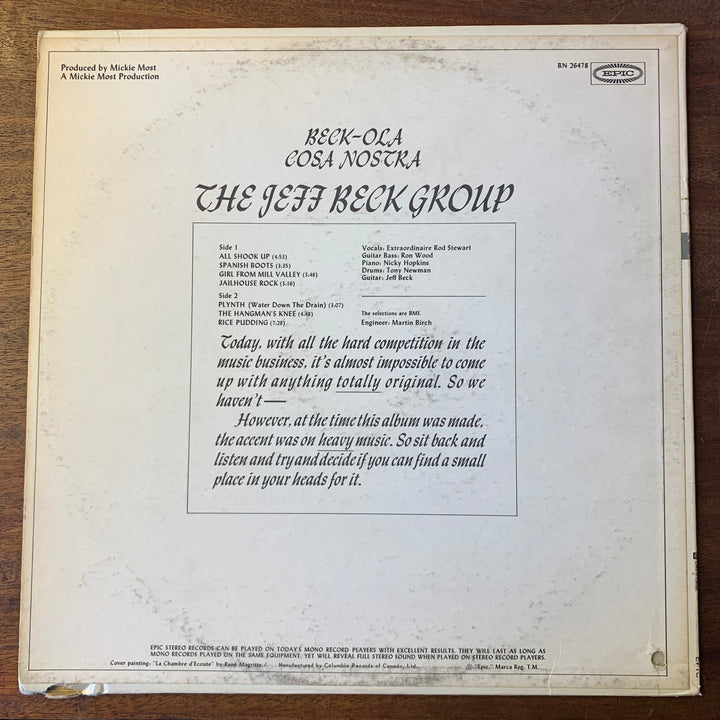 Produced by Mickie Most
A Mickie Most Production
BN 26478
EPIC
BECK-OLA
COSA NOSTRA
THE JEFF BECK GROUP
Side 1
ALL SHOOK UP (4:53)
SPANISH BOOTS (3:35)
GIRL FROM MILL VALLEY (3:48)
JAILHOUSE ROCK (3:16)
Side 2
PLYNTH (Water Down The Drain) (3:07)
THE HANGMAN'S KNEE (4:48)
RICE PUDDING (7:28)
Vocals: Extraordinaire Rod Stewart
Guitar Bass: Ron Wood
Piano: Nicky Hopkins
Drums: Tony Newman
Guitar: Jeff Beck
The selections are BMI.
Engineer: Martin Birch
Today, with all the hard competition in the
music business, it's almost impossible to come
up with anything totally original. So we
haven't —
However, at the time this album was made,
the accent was on heavy music. So sit back and
listen and try and decide if you can find a small
place in your heads for it.
EPIC STEREO RECORDS CAN BE PLAYED ON TODAY'S MONO RECORD PLAYERS WITH EXCELLENT RESULTS. THEY WILL LAST AS LONG AS
MONO RECORDS PLAYED ON THE SAME EQUIPMENT, YET WILL REVEAL FULL STEREO SOUND WHEN PLAYED ON STEREO RECORD PLAYERS.
Cover painting: "La Chambre d'Ecoute" by René Magritte / Manufactured by Columbia Records of Canada, Ltd. ® "Epic," Marca Reg. T.M.
EPIC